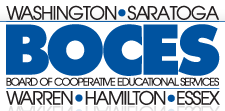 WASHINGTON • SARATOGA
BOCES
BOARD OF COOPERATIVE EDUCATIONAL SERVICES
WARREN • HAMILTON • ESSEX